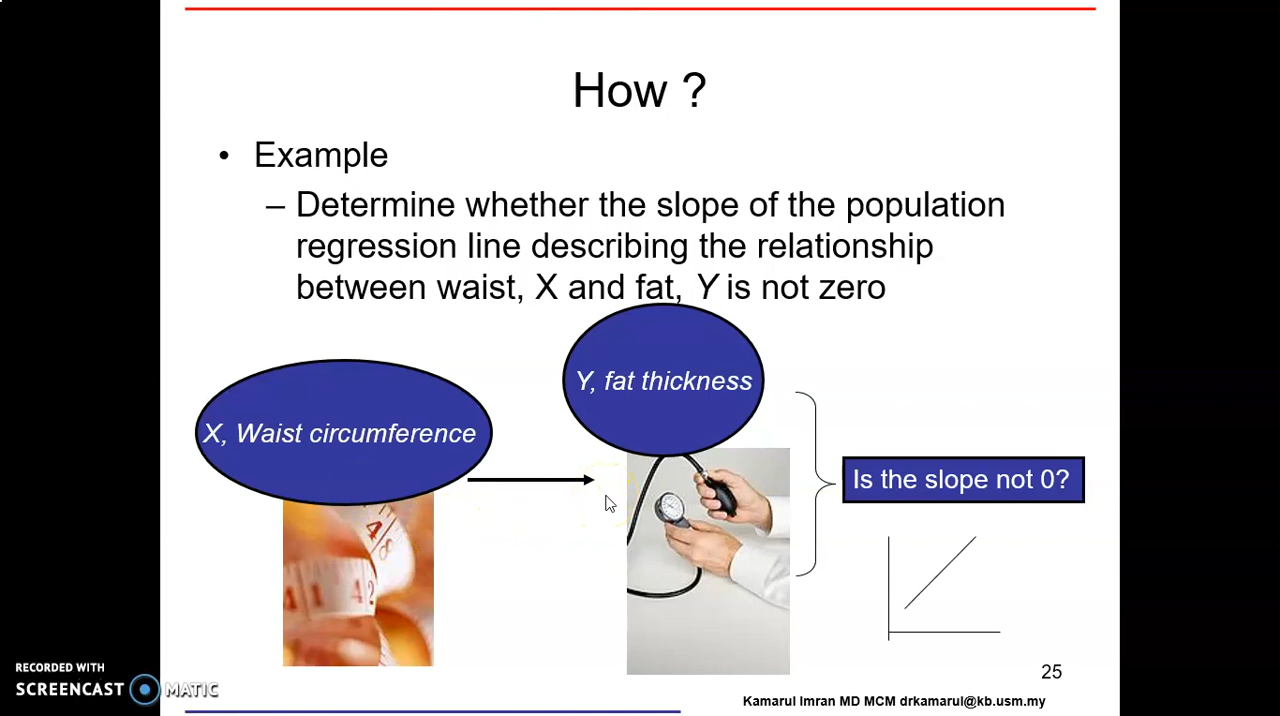 How ?
• Example
– Determine whether the slope of the population
regression line describing the relationship
between waist, X and fat, Y is not zero
Y, fat thickness
X, Waist circumference
Is the slope not 0?
25
Kamarul Imran MD MCM drkamarul@kb.usm.my
RECORDED WITH
SCREENCAST MATIC